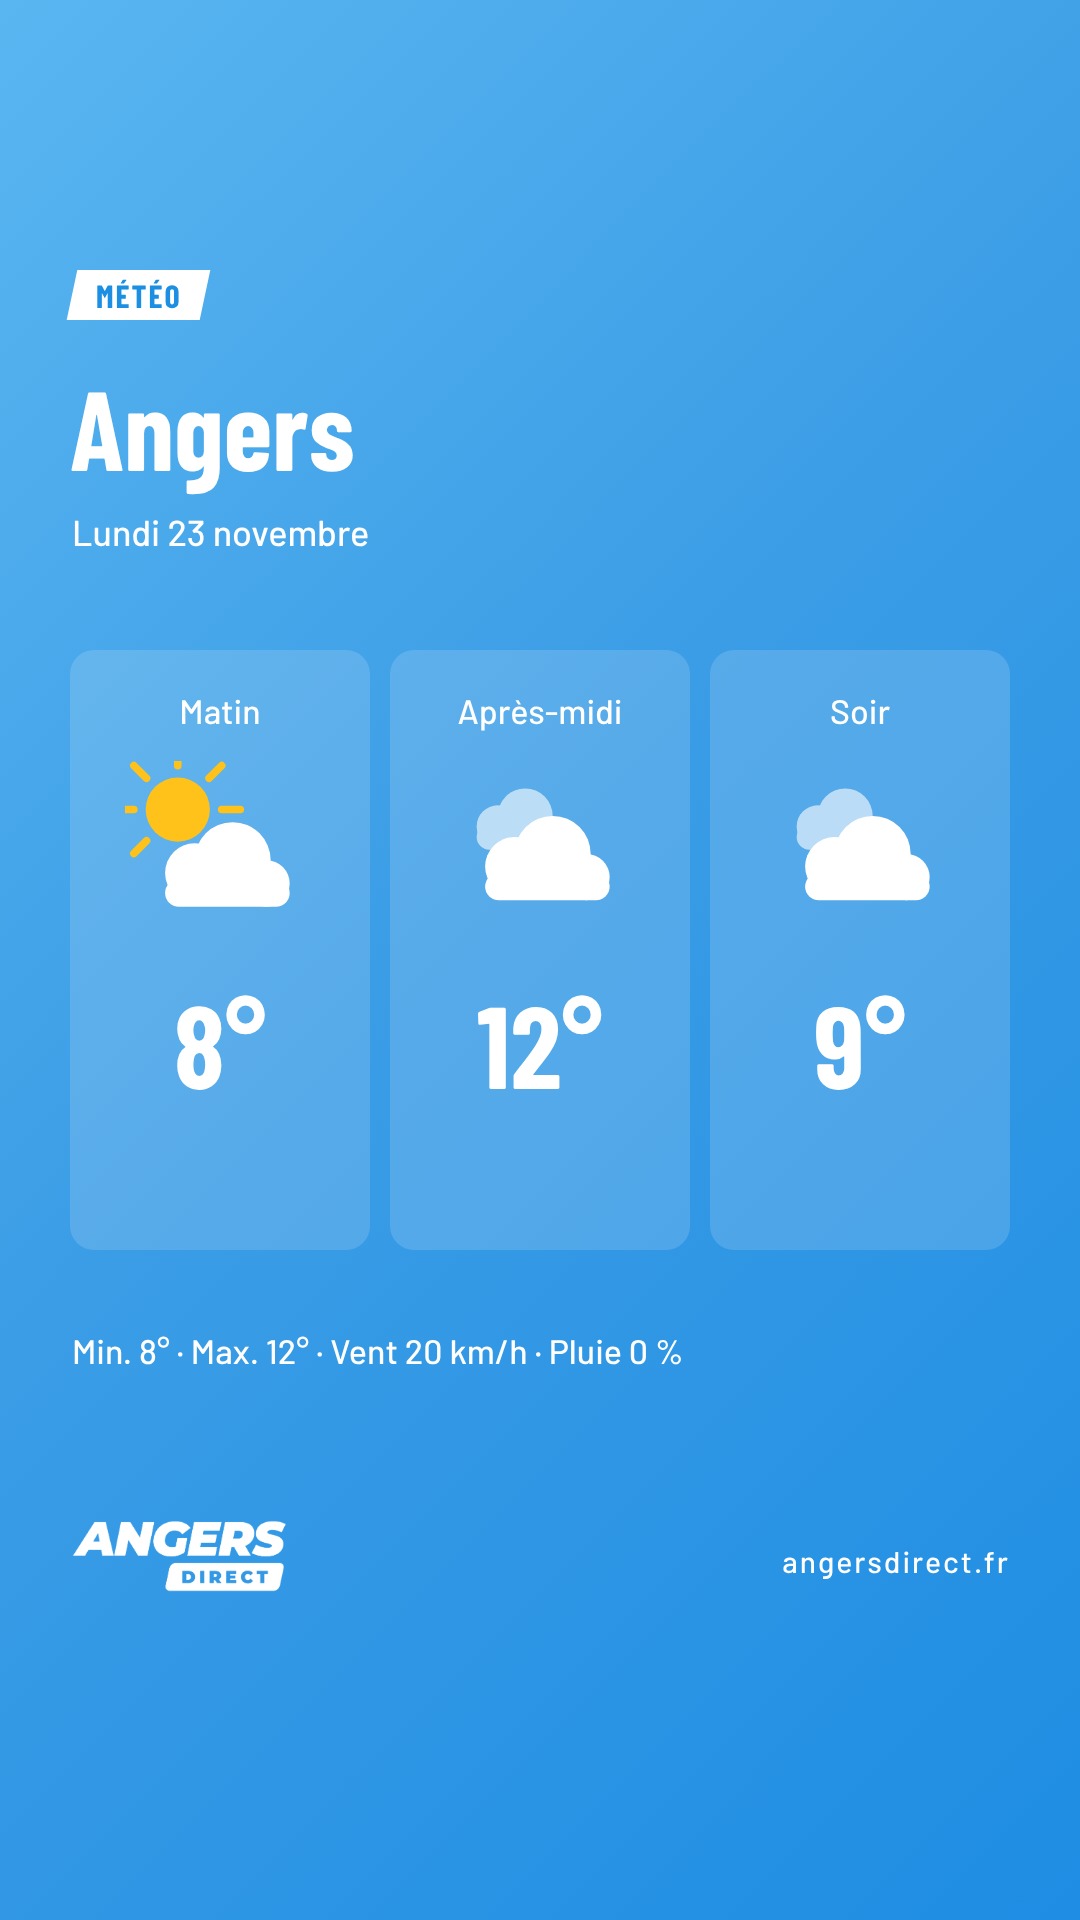 MÉTÉO
Angers
Lundi 23 novembre
Matin
Après-midi
Soir
8°
12°
9°
Min. 8° · Max. 12° · Vent 20 km/h · Pluie 0 %
ANGERS
DIRECT
angersdirect.fr